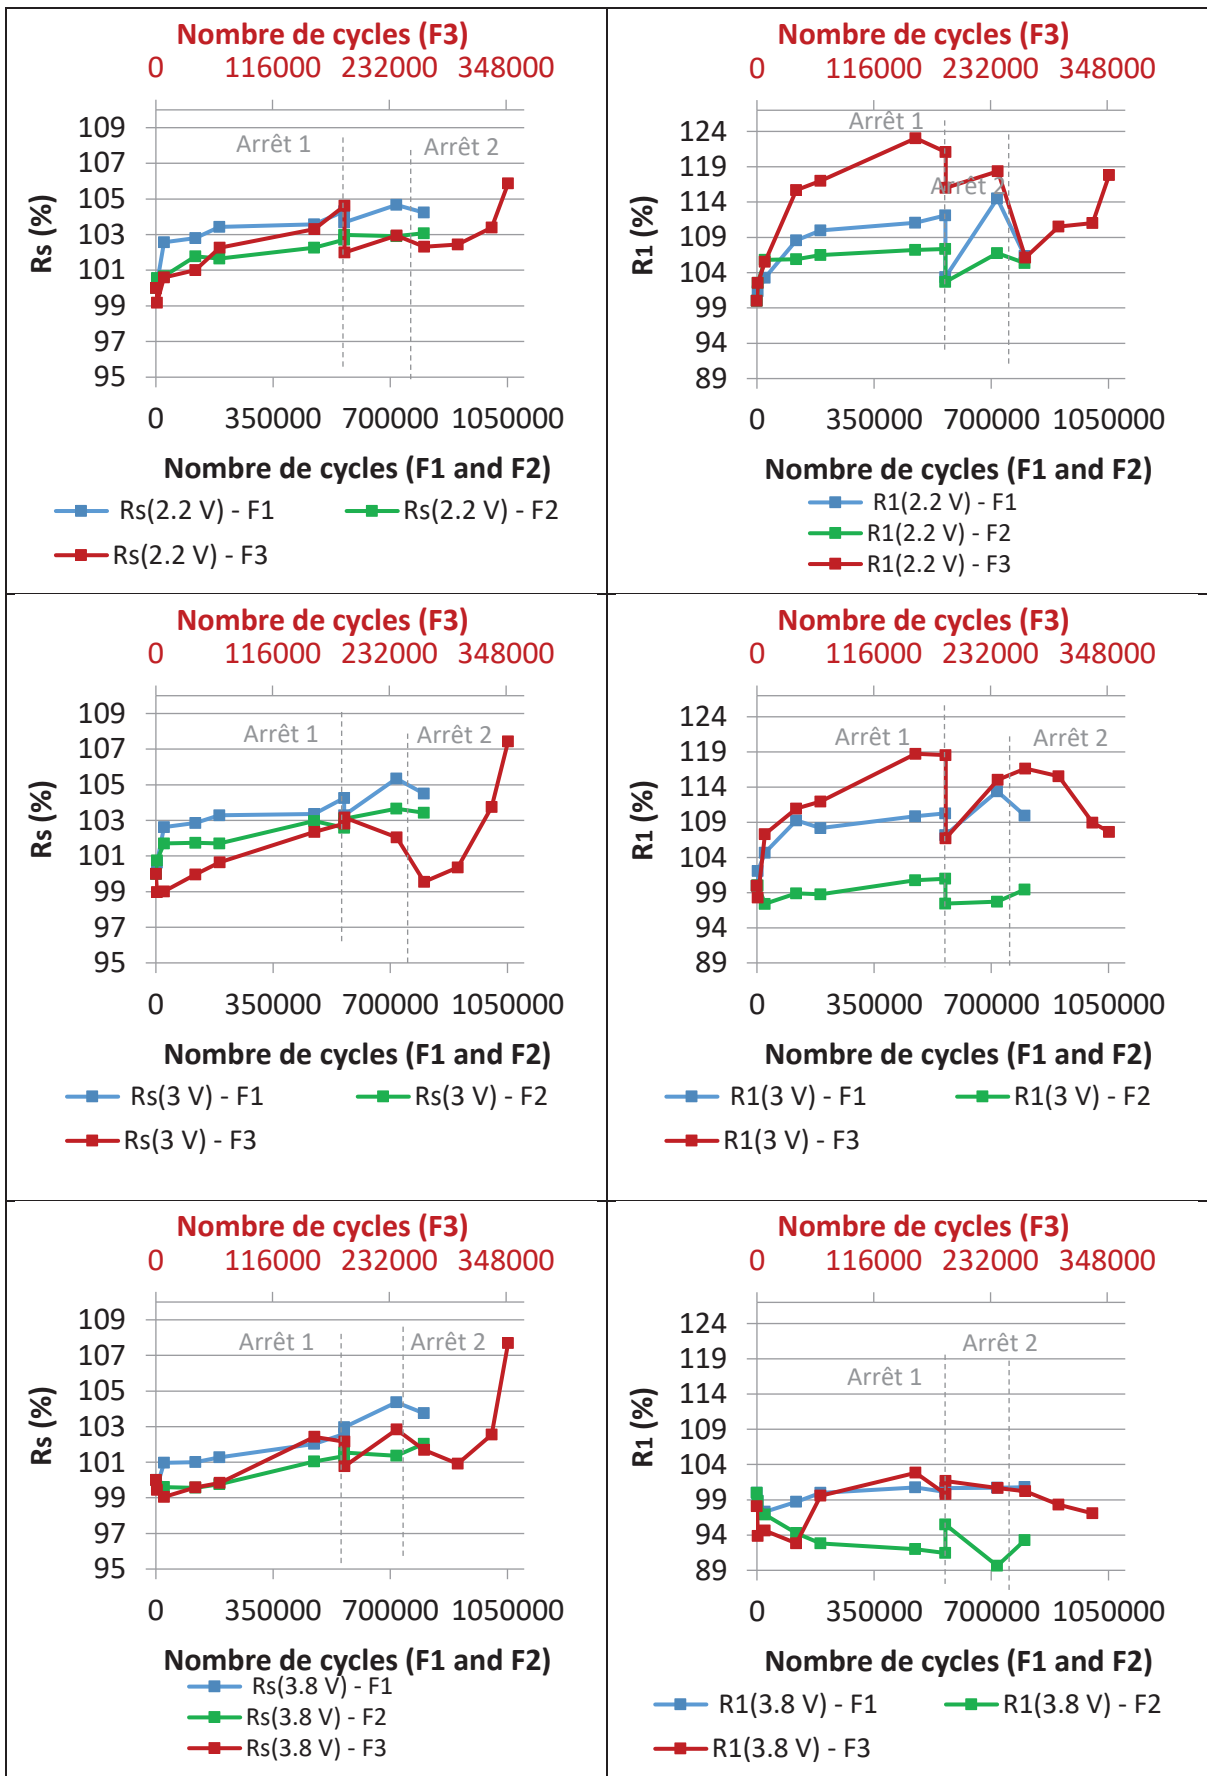 Nombre de cycles (F3)
0 116000 232000 348000
109
107
105
103
101
99
97
95
Rs (%)
Arrêt 1
Arrêt 2
0 350000 700000 1050000
Nombre de cycles (F1 and F2)
Rs(2.2 V) - F1
Rs(2.2 V) - F2
Rs(2.2 V) - F3
Nombre de cycles (F3)
0 116000 232000 348000
124
119
114
109
104
99
94
89
R1 (%)
Arrêt 1
Arrêt 2
0 350000 700000 1050000
Nombre de cycles (F1 and F2)
R1(2.2 V) - F1
R1(2.2 V) - F2
R1(2.2 V) - F3
Nombre de cycles (F3)
0 116000 232000 348000
109
107
105
103
101
99
97
95
Rs (%)
Arrêt 1
Arrêt 2
0 350000 700000 1050000
Nombre de cycles (F1 and F2)
Rs(3 V) - F1
Rs(3 V) - F2
Rs(3 V) - F3
Nombre de cycles (F3)
0 116000 232000 348000
124
119
114
109
104
99
94
89
R1 (%)
Arrêt 1
Arrêt 2
0 350000 700000 1050000
Nombre de cycles (F1 and F2)
R1(3 V) - F1
R1(3 V) - F2
R1(3 V) - F3
Nombre de cycles (F3)
0 116000 232000 348000
109
107
105
103
101
99
97
95
Rs (%)
Arrêt 1
Arrêt 2
0 350000 700000 1050000
Nombre de cycles (F1 and F2)
Rs(3.8 V) - F1
Rs(3.8 V) - F2
Rs(3.8 V) - F3
Nombre de cycles (F3)
0 116000 232000 348000
124
119
114
109
104
99
94
89
R1 (%)
Arrêt 1
Arrêt 2
0 350000 700000 1050000
Nombre de cycles (F1 and F2)
R1(3.8 V) - F1
R1(3.8 V) - F2
R1(3.8 V) - F3